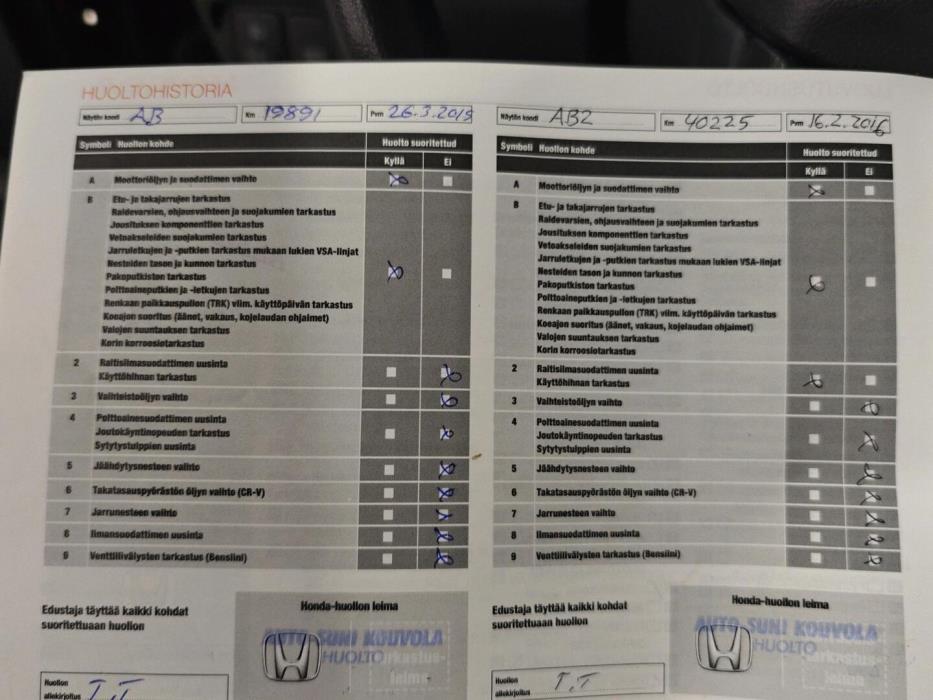 HUOLTOHISTORIA
Näytön koodi AB Km 19891 Pvm 26.3.2015
Symboli Huollon kohde Huolto suoritettu
Kyllä Ei
A Moottoriöljyn ja suodattimen vaihto
B Etu- ja takajarrujen tarkastus
Raidevarsien, ohjausvaihteen ja suojakumien tarkastus
Jousituksen komponenttien tarkastus
Vetoakseleiden suojakumien tarkastus
Jarruletkujen ja -putkien tarkastus mukaan lukien VSA-linjat
Nesteiden tason ja kunnon tarkastus
Pakoputkiston tarkastus
Polttoaineputkien ja -letkujen tarkastus
Renkaan paikkauspullon (TRK) viim. käyttöpäivän tarkastus
Koeajon suoritus (äänet, vakaus, kojelaudan ohjaimet)
Valojen suuntauksen tarkastus
Korin korroosiotarkastus
2 Raitisilmasuodattimen uusinta
Käyttöhihnan tarkastus
3 Vaihteistoöljyn vaihto
4 Polttoainesuodattimen uusinta
Joutokäyntinopeuden tarkastus
Sytytystulppien uusinta
5 Jäähdytysnesteen vaihto
6 Takatasauspyörästön öljyn vaihto (CR-V)
7 Jarrunesteen vaihto
8 Ilmansuodattimen uusinta
9 Venttiilivälysten tarkastus (Bensiini)
Edustaja täyttää kaikki kohdat
suoritettuaan huollon
Honda-huollon leima
AUTO SUNI KOUVOLA
HUOLTO
Tarkastus-
leima
Huollon
allekirjoitus T.T
Näytön koodi AB2 Km 40225 Pvm 16.2.2016
Symboli Huollon kohde Huolto suoritettud
Kyllä Ei
A Moottoriöljyn ja suodattimen vaihto
B Etu- ja takajarrujen tarkastus
Raidevarsien, ohjausvaihteen ja suojakumien tarkastus
Jousituksen komponenttien tarkastus
Vetoakseleiden suojakumien tarkastus
Jarruletkujen ja -putkien tarkastus mukaan lukien VSA-linjat
Nesteiden tason ja kunnon tarkastus
Pakoputkiston tarkastus
Polttoaineputkien ja -letkujen tarkastus
Renkaan paikkauspullon (TRK) viim. käyttöpäivän tarkastus
Koeajon suoritus (äänet, vakaus, kojelaudan ohjaimet)
Valojen suuntauksen tarkastus
Korin korroosiotarkastus
2 Raitisilmasuodattimen uusinta
Käyttöhihnan tarkastus
3 Vaihteistoöljyn vaihto
4 Polttoainesuodattimen uusinta
Joutokäyntinopeuden tarkastus
Sytytystulppien uusinta
5 Jäähdytysnesteen vaihto
6 Takatasauspyörästön öljyn vaihto (CR-V)
7 Jarrunesteen vaihto
8 Ilmansuodattimen uusinta
9 Venttiilivälysten tarkastus (Bensiini)
Edustaja täyttää kaikki kohdat
suoritettuaan huollon
Honda-huollon leima
AUTO SUNI KOUVOLA
HUOLTO
Tarkastus-
leima
Huollon
allekirjoitus T.T